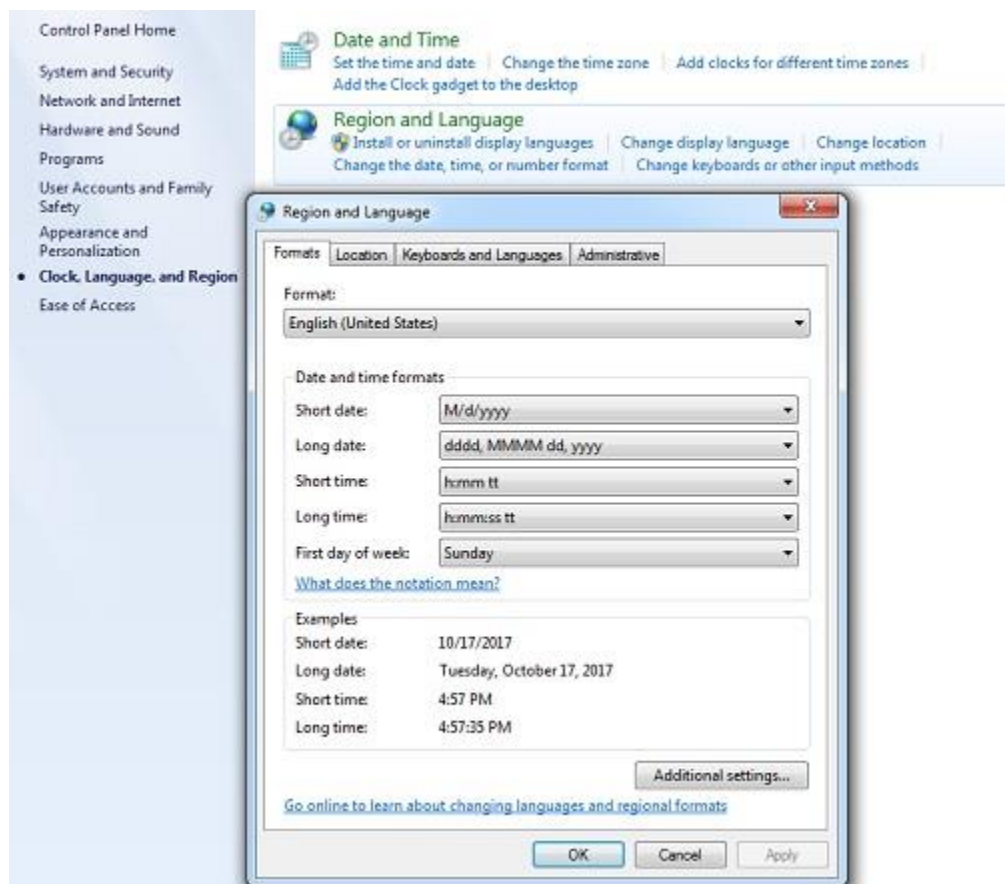 Control Panel Home
System and Security
Network and Internet
Hardware and Sound
Programs
User Accounts and Family
Safety
Appearance and
Personalization
Clock, Language, and Region
Ease of Access
Date and Time
Set the time and date
Change the time zone
Add clocks for different time zones
Add the Clock gadget to the desktop
Region and Language
Install or uninstall display languages
Change display language
Change location
Change the date, time, or number format
Change keyboards or other input methods
Region and Language
Formats
Location
Keyboards and Languages
Administrative
Format:
English (United States)
Date and time formats
Short date: M/d/yyyy
Long date: dddd, MMMM dd, yyyy
Short time: h:mm tt
Long time: h:mm:ss tt
First day of week: Sunday
What does the notation mean?
Examples
Short date: 10/17/2017
Long date: Tuesday, October 17, 2017
Short time: 4:57 PM
Long time: 4:57:35 PM
Additional settings...
Go online to learn about changing languages and regional formats
OK
Cancel
Apply